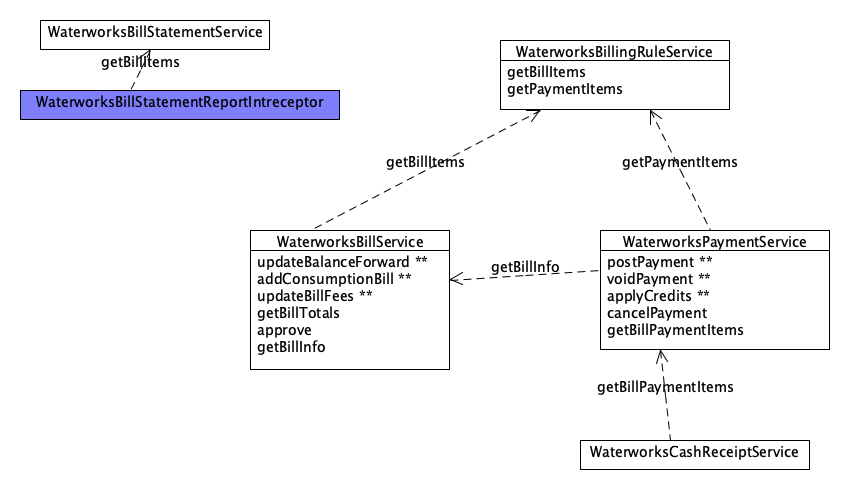 WaterworksBillStatementService
getBillItems
WaterworksBillStatementReportIntreceptor
WaterworksBillingRuleService
getBillItems
getPaymentItems
getBillItems
getPaymentItems
WaterworksBillService
updateBalanceForward **
addConsumptionBill **
updateBillFees **
getBillTotals
approve
getBillInfo
getBillInfo
WaterworksPaymentService
postPayment **
voidPayment **
applyCredits **
cancelPayment
getBillPaymentItems
getBillPaymentItems
WaterworksCashReceiptService